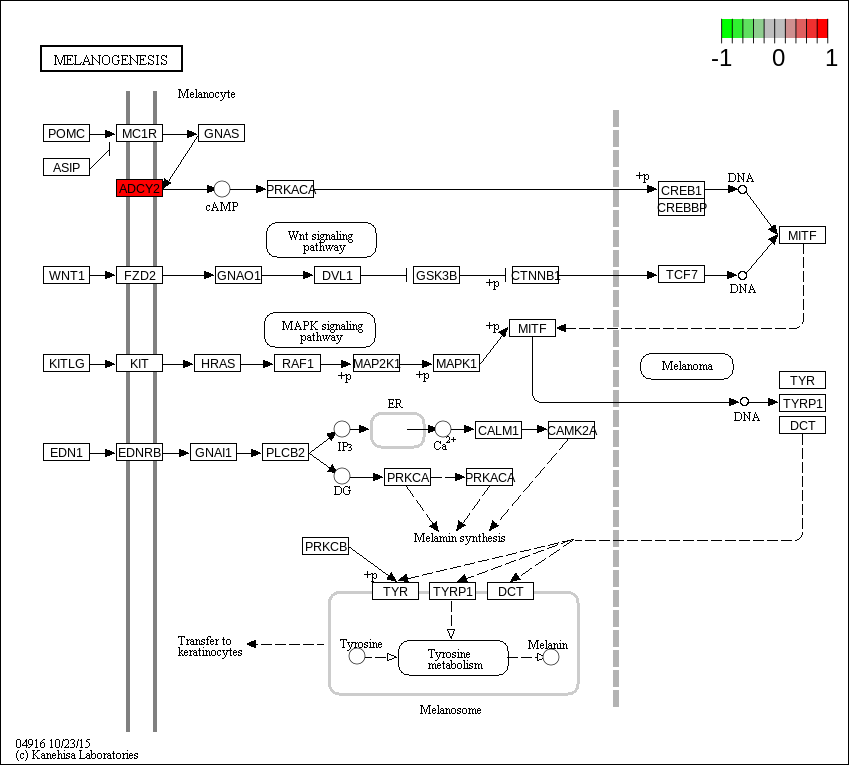 -1 0 1
MELANOGENESIS
Melanocyte
POMC
MC1R
GNAS
ASIP
ADCY2
cAMP
PRKACA
+p
CREB1
CREBBP
DNA
MITF
Wnt signaling
pathway
WNT1
FZD2
GNAO1
DVL1
GSK3B
+p
CTNNB1
TCF7
DNA
MAPK signaling
pathway
+p
MITF
KITLG
KIT
HRAS
RAF1
+p
MAP2K1
+p
MAPK1
Melanoma
TYR
TYRP1
DCT
DNA
ER
EDN1
EDNRB
GNAI1
PLCB2
IP3
Ca2+
CALM1
CAMK2A
DG
PRKCA
PRKACA
Melamin synthesis
PRKCB
+p
TYR
TYRP1
DCT
Transfer to
keratinocytes
Tyrosine
Tyrosine
metabolism
Melanin
Melanosome
04916 10/23/15
(c) Kanehisa Laboratories